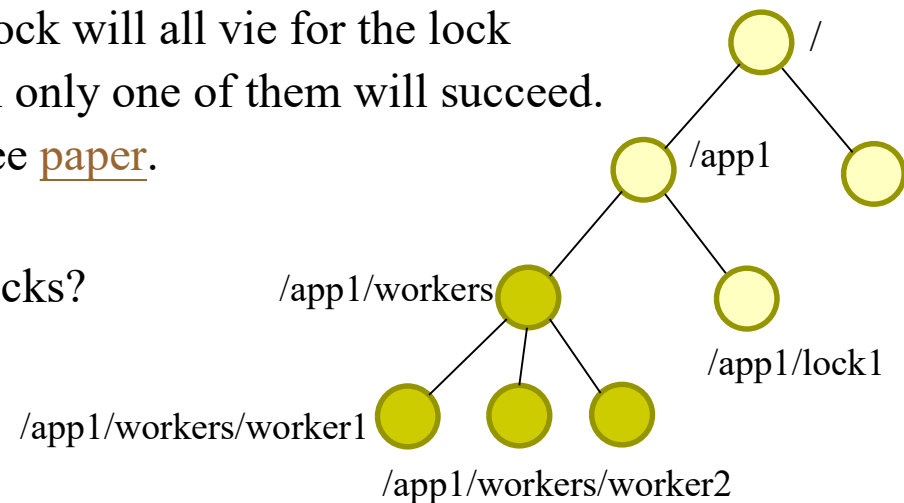 ock will all vie for the lock
/
only one of them will succeed.
ee paper.
/app1
cks?
/app1/workers
/app1/lock1
/app1/workers/worker1
/app1/workers/worker2